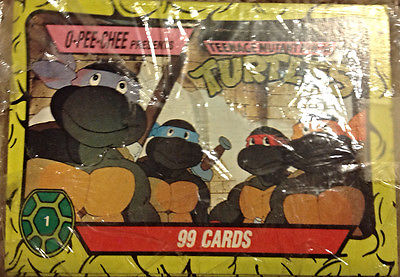 O-PEE-CHEE PRESENTS
TEENAGE MUTANT NINJA
TURTLES
1
99 CARDS